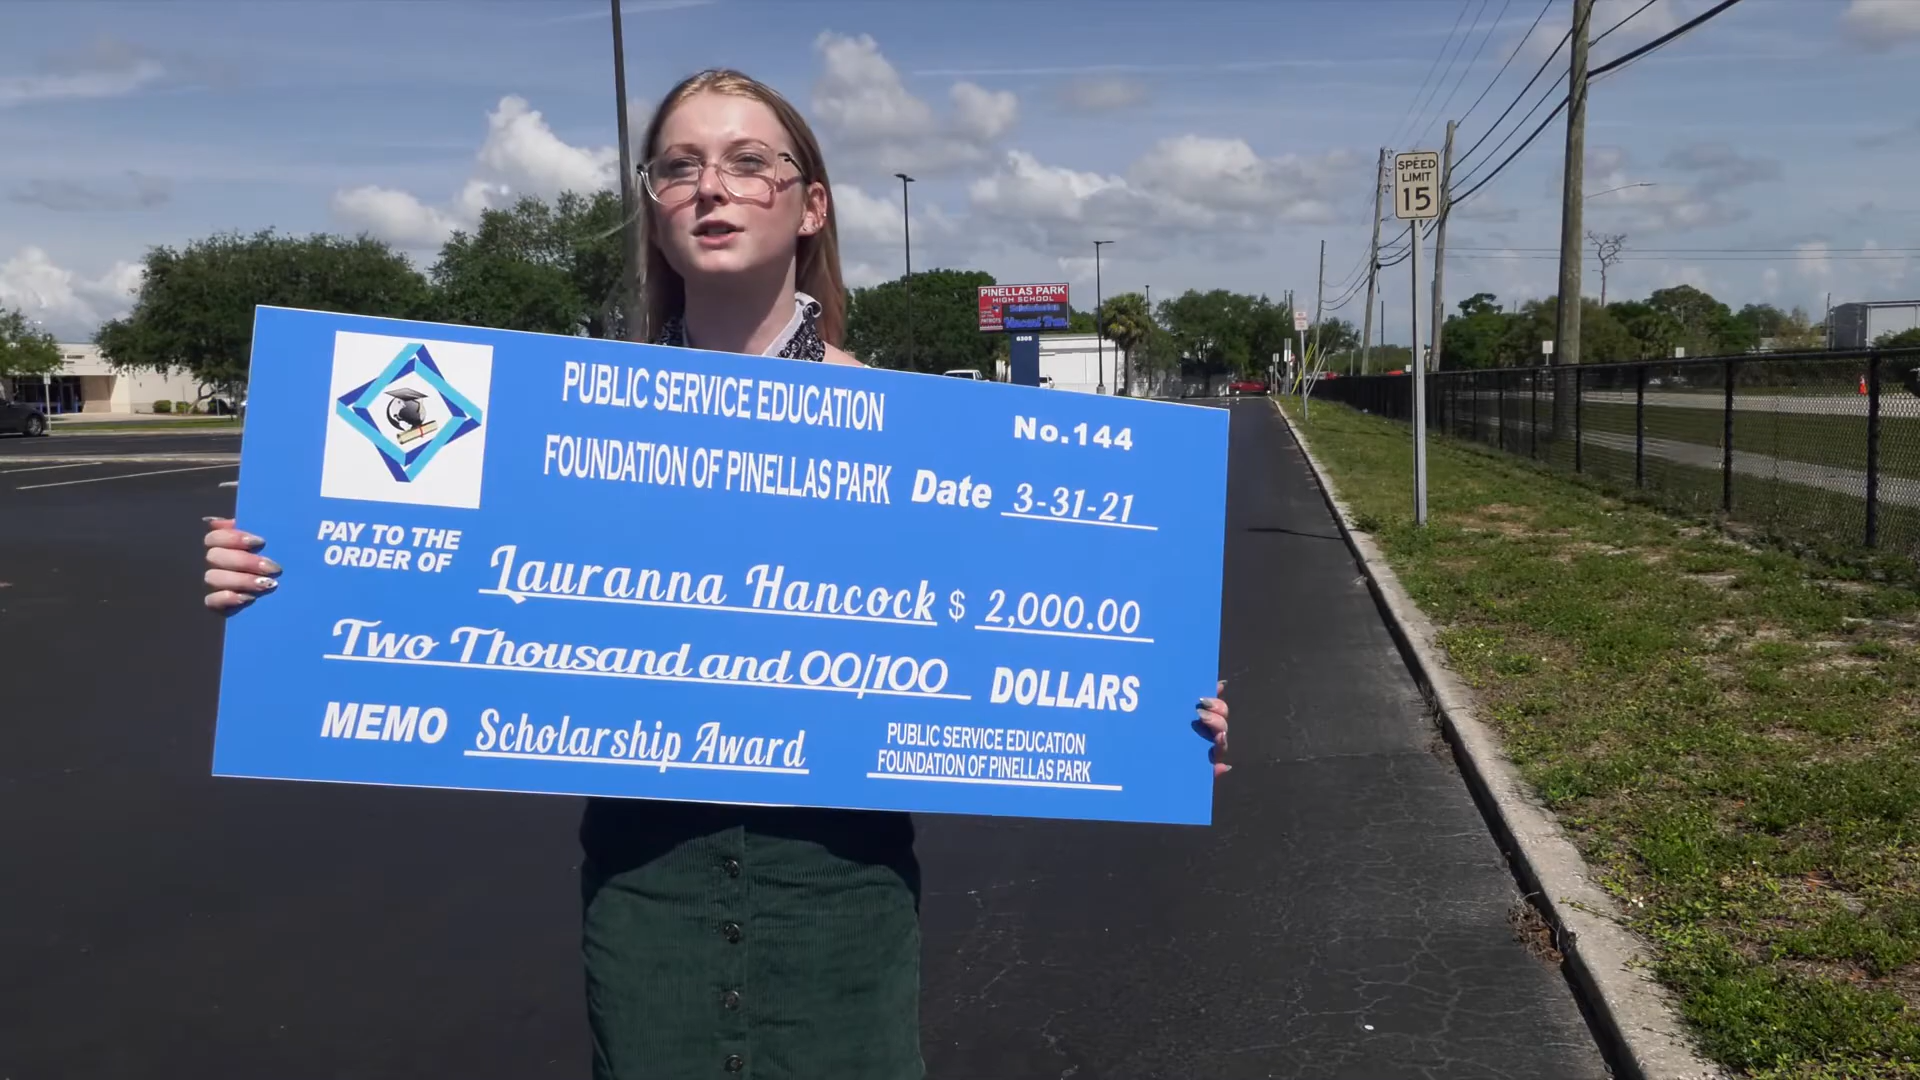 SPEED
LIMIT
15
PINELLAS PARK
HIGH SCHOOL
PUBLIC SERVICE EDUCATION
FOUNDATION OF PINELLAS PARK
No.144
Date 3-31-21
PAY TO THE
ORDER OF
Lauranna Hancock $ 2,000.00
Two Thousand and 00/100 DOLLARS
MEMO Scholarship Award
PUBLIC SERVICE EDUCATION
FOUNDATION OF PINELLAS PARK